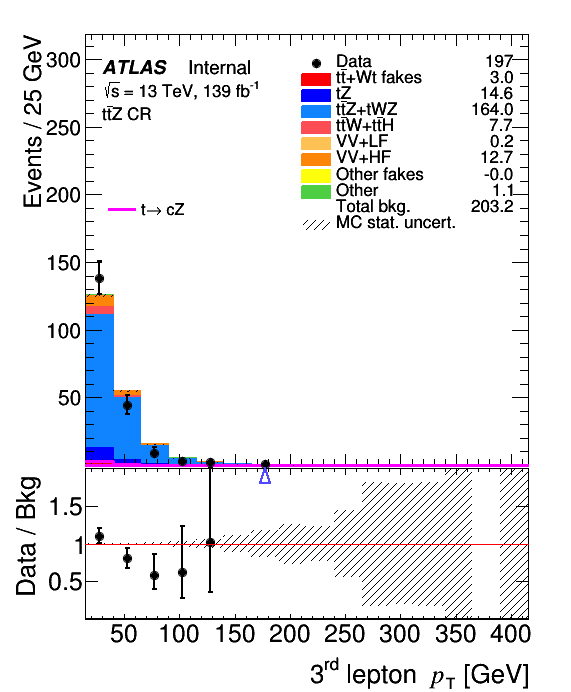 Events / 25 GeV
300
250
200
150
100
50
ATLAS Internal
√s = 13 TeV, 139 fb⁻¹
tt̄Z CR
t→ cZ
Data 197
tt̄+Wt fakes 3.0
tZ 14.6
tt̄Z+tWZ 164.0
tt̄W+tt̄H 7.7
VV+LF 0.2
VV+HF 12.7
Other fakes -0.0
Other 1.1
Total bkg. 203.2
MC stat. uncert.
Data / Bkg
1.5
1
0.5
50 100 150 200 250 300 350 400
3ʳᵈ lepton p_T [GeV]